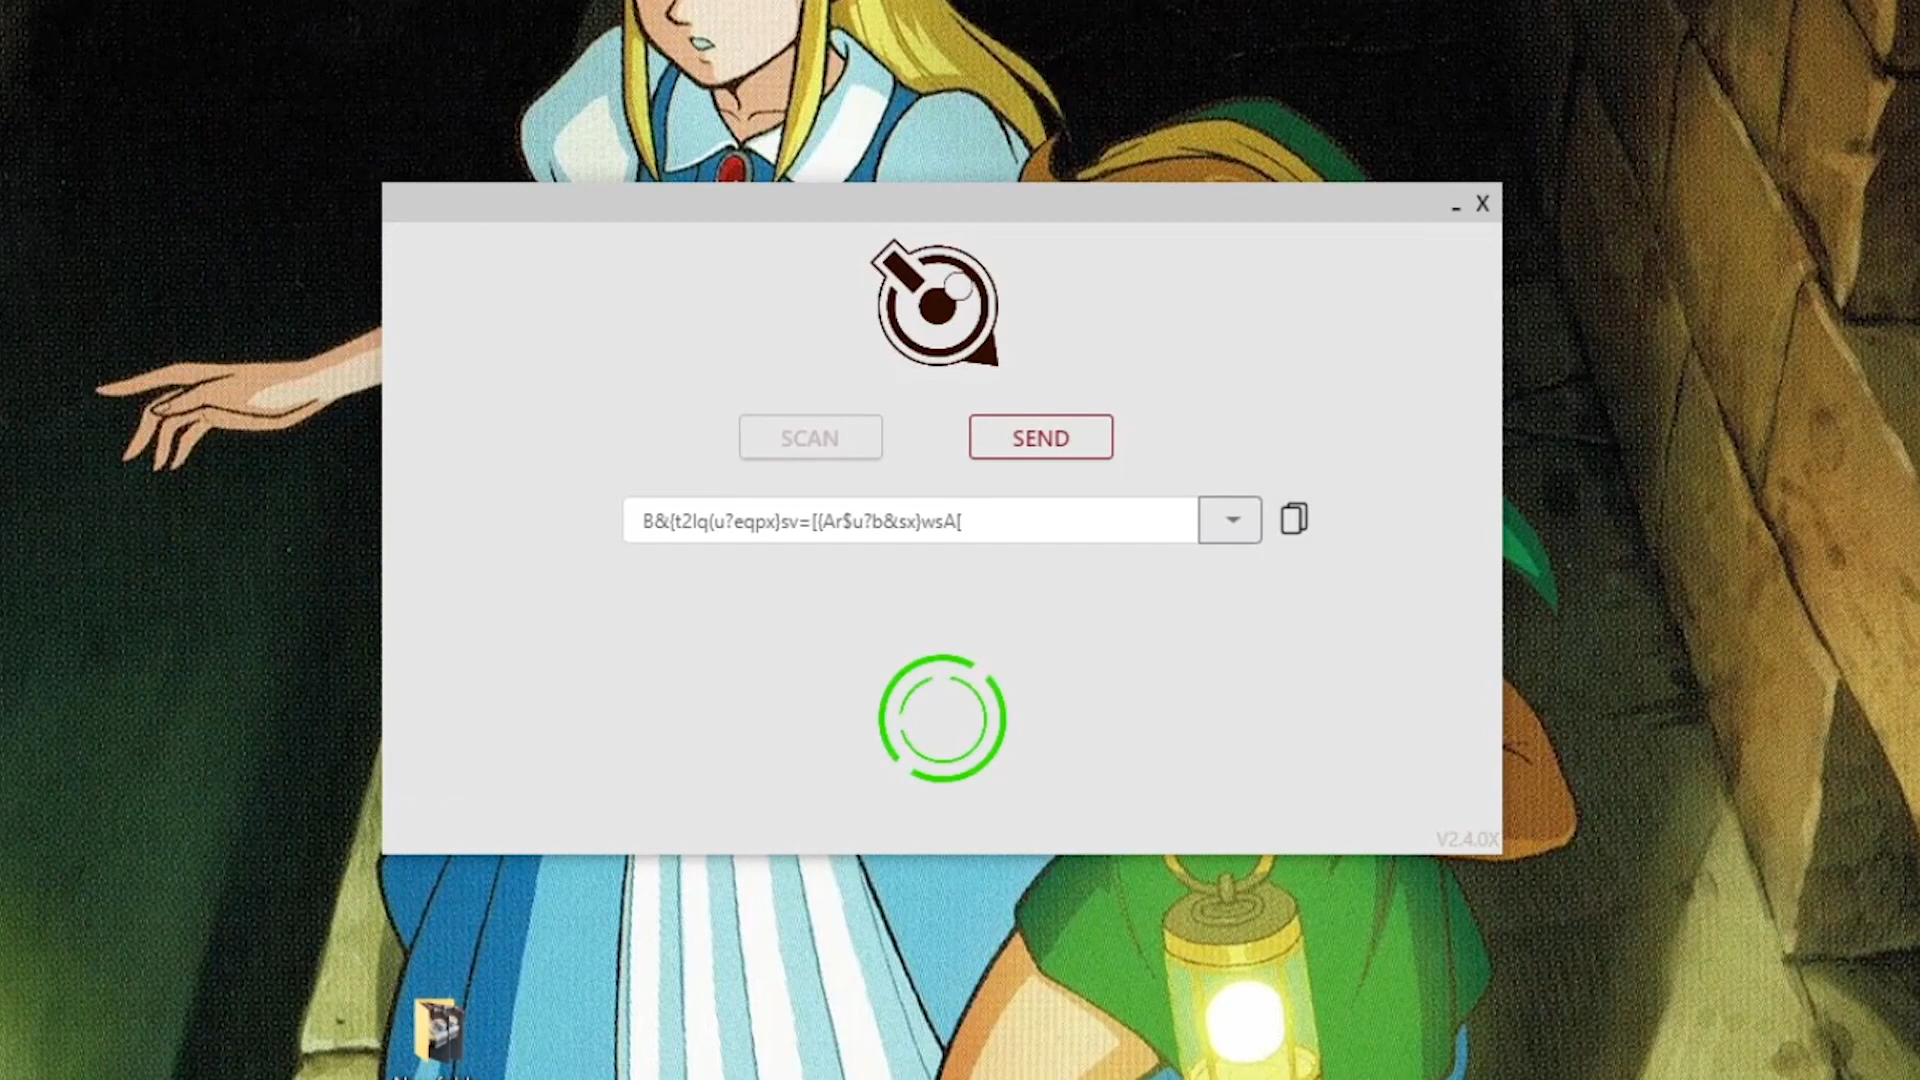 _ X
SCAN
SEND
B&{t2lq(u?eqpx}sv=[{Ar$u?b&sx}wsA[
V2.4.0X